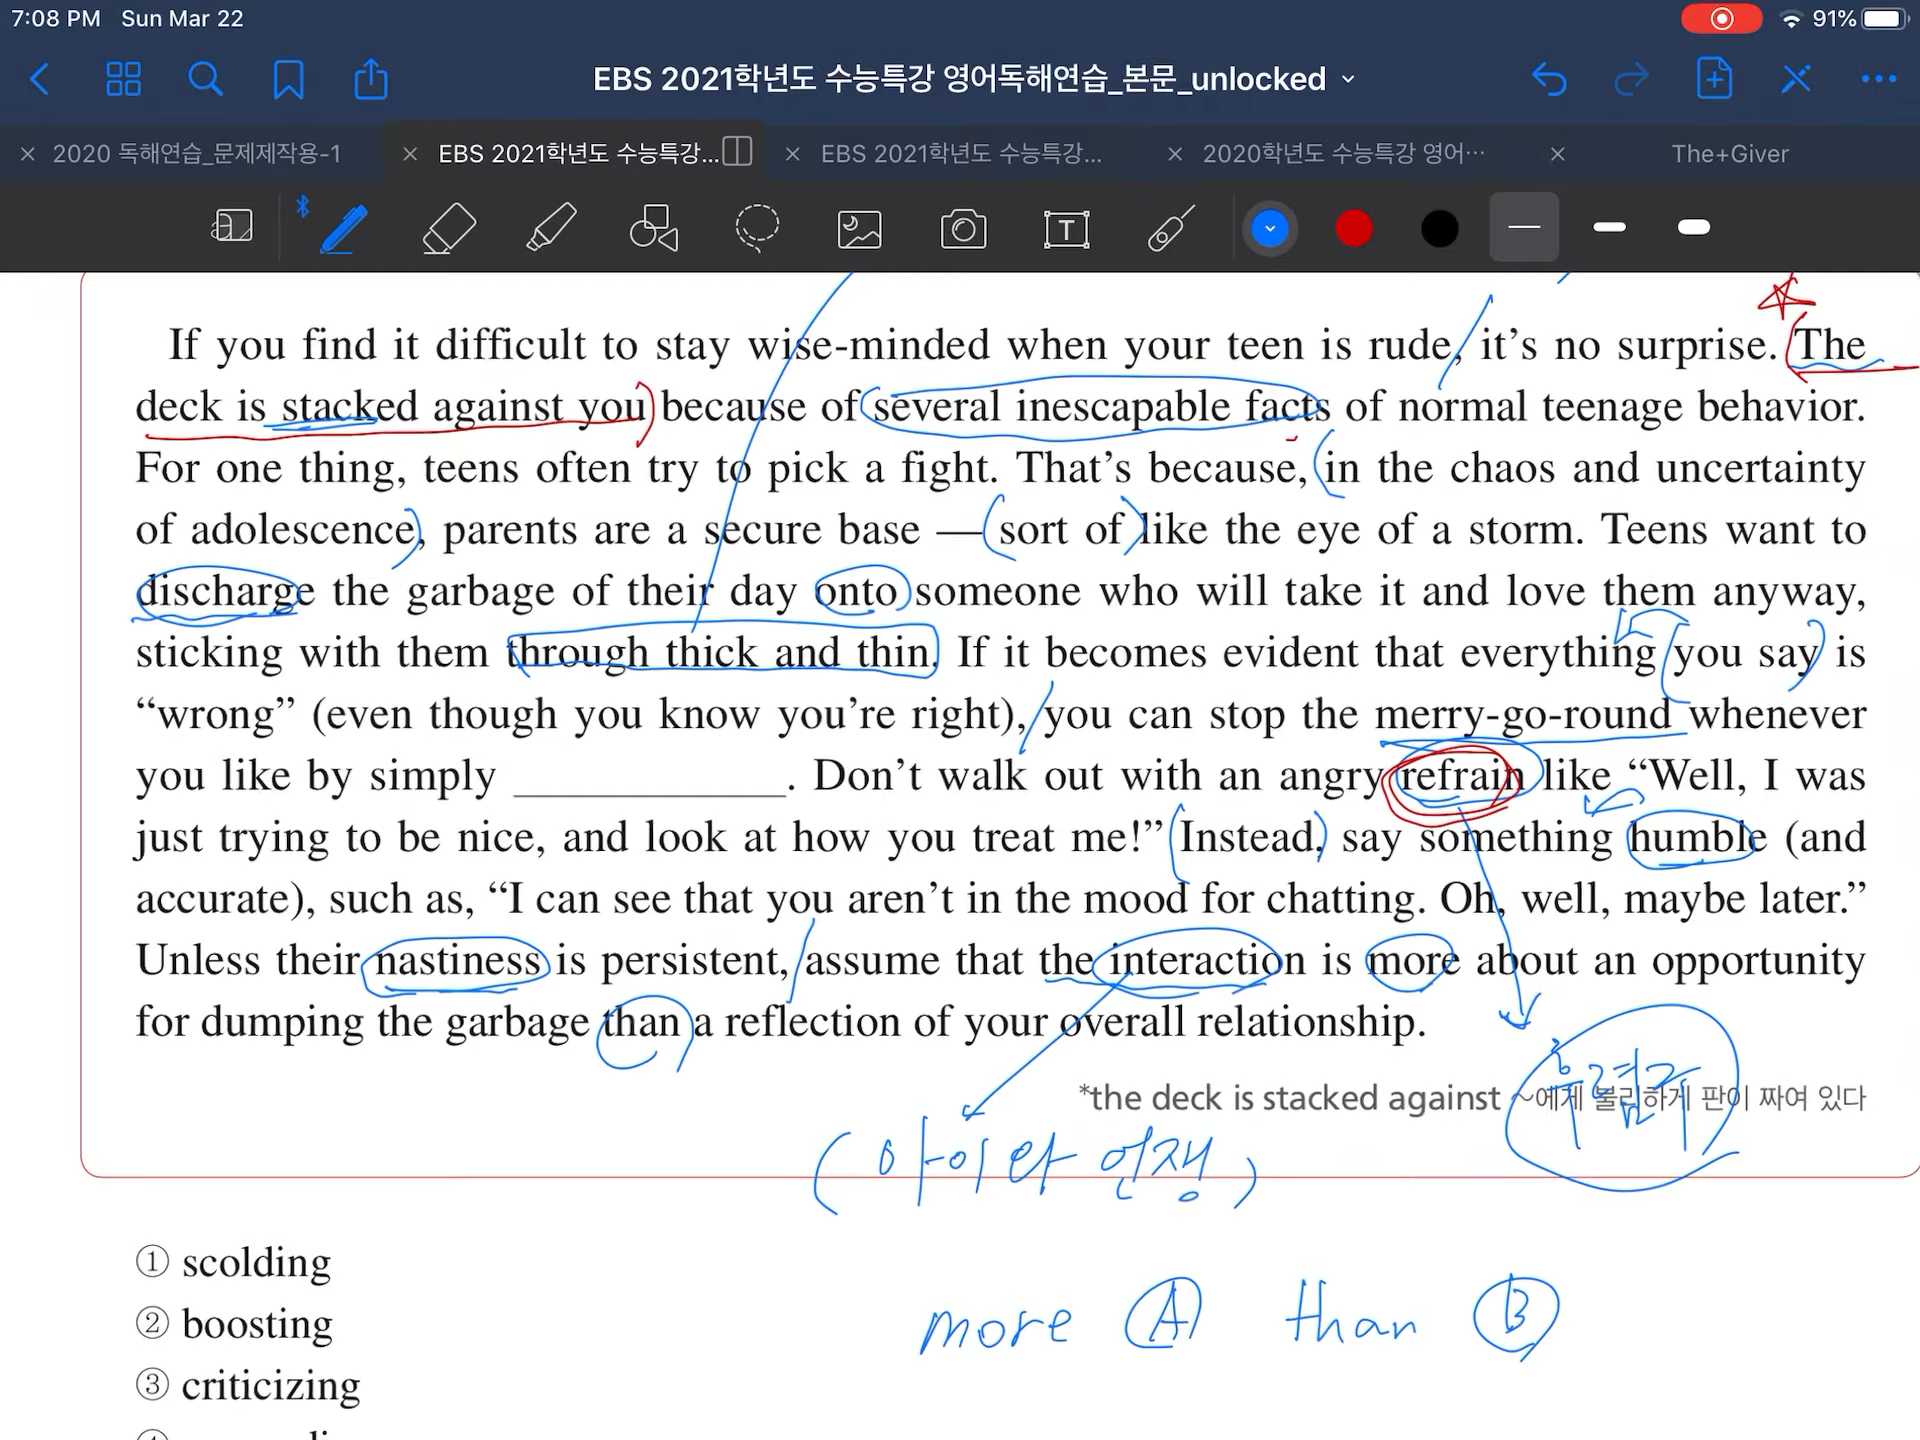 7:08 PM Sun Mar 22
91%
EBS 2021학년도 수능특강 영어독해연습_본문_unlocked
2020 독해연습_문제제작용-1
EBS 2021학년도 수능특강...
EBS 2021학년도 수능특강...
2020학년도 수능특강 영어…
The+Giver
If you find it difficult to stay wise-minded when your teen is rude, it's no surprise. The
deck is stacked against you because of several inescapable facts of normal teenage behavior.
For one thing, teens often try to pick a fight. That's because, in the chaos and uncertainty
of adolescence, parents are a secure base — sort of like the eye of a storm. Teens want to
discharge the garbage of their day onto someone who will take it and love them anyway,
sticking with them through thick and thin. If it becomes evident that everything you say is
“wrong” (even though you know you're right), you can stop the merry-go-round whenever
you like by simply ____________. Don't walk out with an angry refrain like “Well, I was
just trying to be nice, and look at how you treat me!” Instead, say something humble (and
accurate), such as, “I can see that you aren't in the mood for chatting. Oh, well, maybe later.”
Unless their nastiness is persistent, assume that the interaction is more about an opportunity
for dumping the garbage than a reflection of your overall relationship.
*the deck is stacked against ~에게 불리하게 판이 짜여 있다
후렴구
(아이랑 언쟁)
① scolding
more A than B
② boosting
③ criticizing